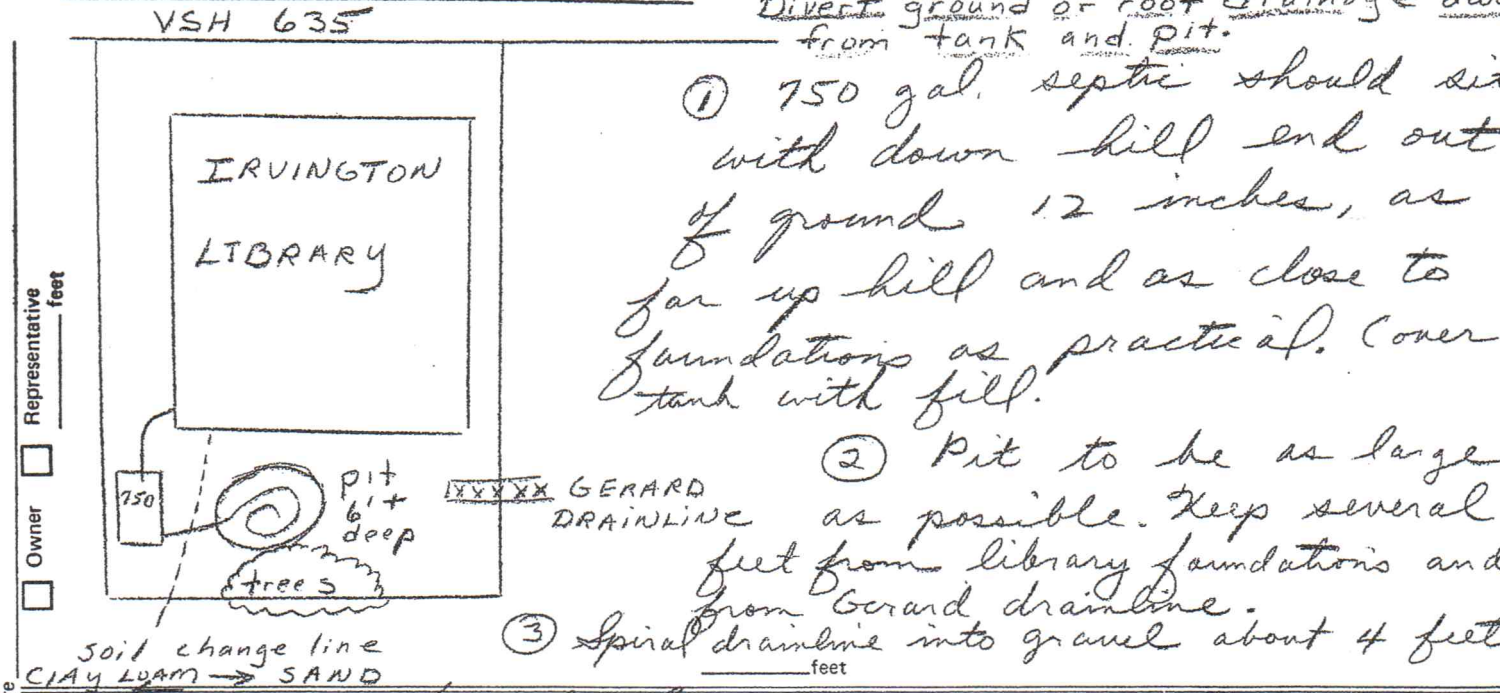 VSH 635
Divert ground or roof drainage
from tank and pit.
① 750 gal. septic should
with down hill end out
of ground 12 inches, as
far up hill and as close to
foundations as practical. Cover
tank with fill.
② Pit to be as large
as possible. Keep several
feet from library foundations and
from Gerard drainline.
③ Spiral drainline into gravel about 4 feet
IRVINGTON
LIBRARY
750
pit
6'+
deep
XXXXX GERARD
DRAINLINE
trees
soil change line
CLAY LOAM → SAND
Representative
feet
Owner
feet